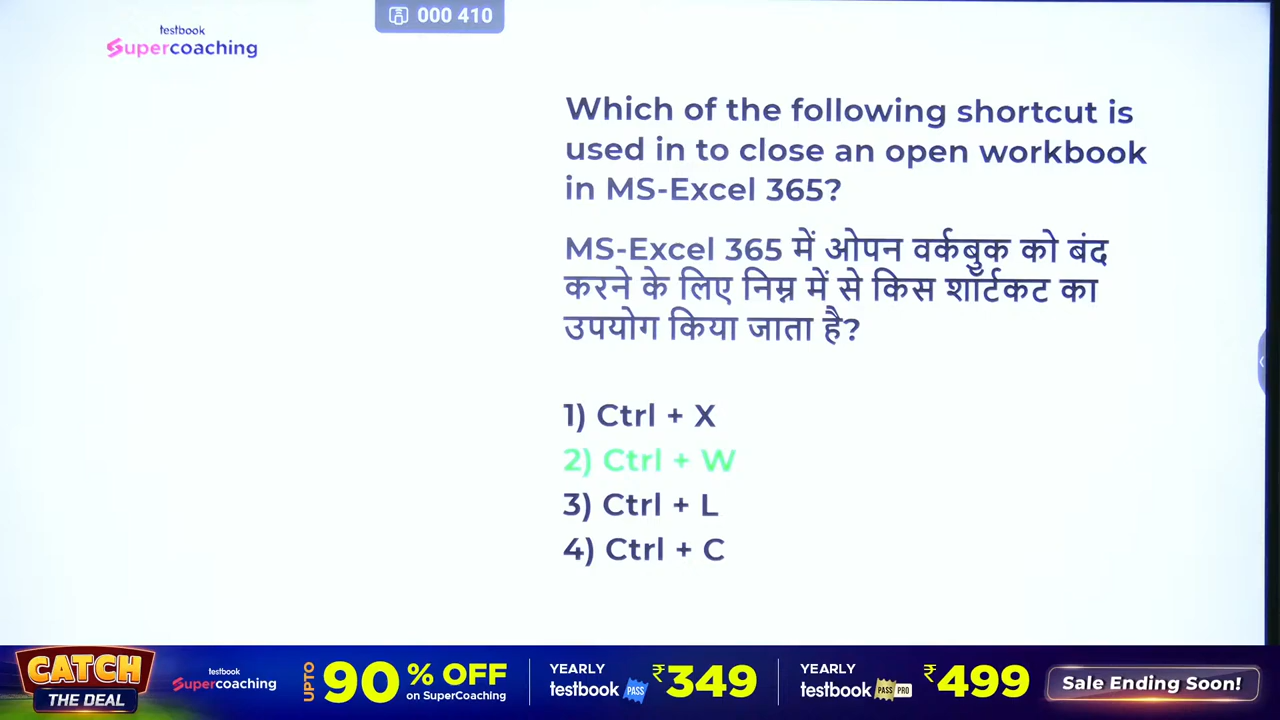 testbook
Supercoaching
000 410
Which of the following shortcut is
used in to close an open workbook
in MS-Excel 365?
MS-Excel 365 में ओपन वर्कबुक को बंद
करने के लिए निम्न में से किस शॉर्टकट का
उपयोग किया जाता है?
1) Ctrl + X
2) Ctrl + W
3) Ctrl + L
4) Ctrl + C
CATCH
THE DEAL
testbook
Supercoaching
UPTO 90% OFF
on SuperCoaching
YEARLY
testbook PASS
₹349
YEARLY
testbook PASS PRO
₹499
Sale Ending Soon!